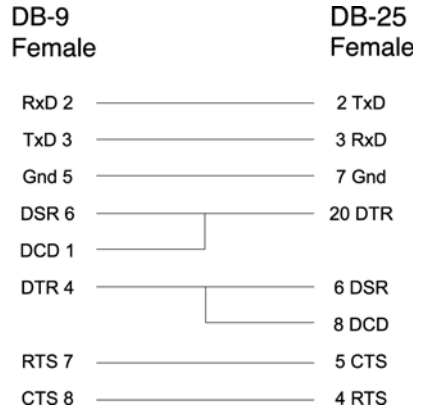 DB-9 DB-25
Female Female
RxD 2 2 TxD
TxD 3 3 RxD
Gnd 5 7 Gnd
DSR 6 20 DTR
DCD 1
DTR 4 6 DSR
8 DCD
RTS 7 5 CTS
CTS 8 4 RTS